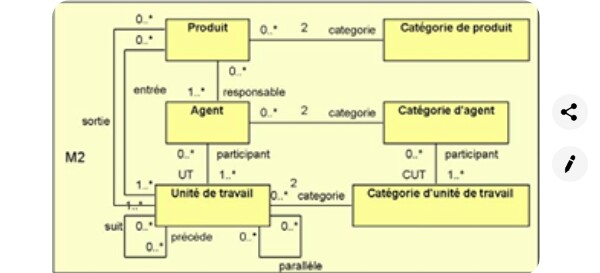 0..*
Produit
0..* 2 categorie
Catégorie de produit
0..*
0..*
entrée
1..* responsable
Agent
0..* 2 categorie
Catégorie d'agent
sortie
M2
0..* participant
0..* participant
UT 1..*
CUT 1..*
1..*
Unité de travail
2
0..* categorie
Catégorie d'unité de travail
1..*
suit 0..*
précède
0..*
0..*
0..*
parallèle